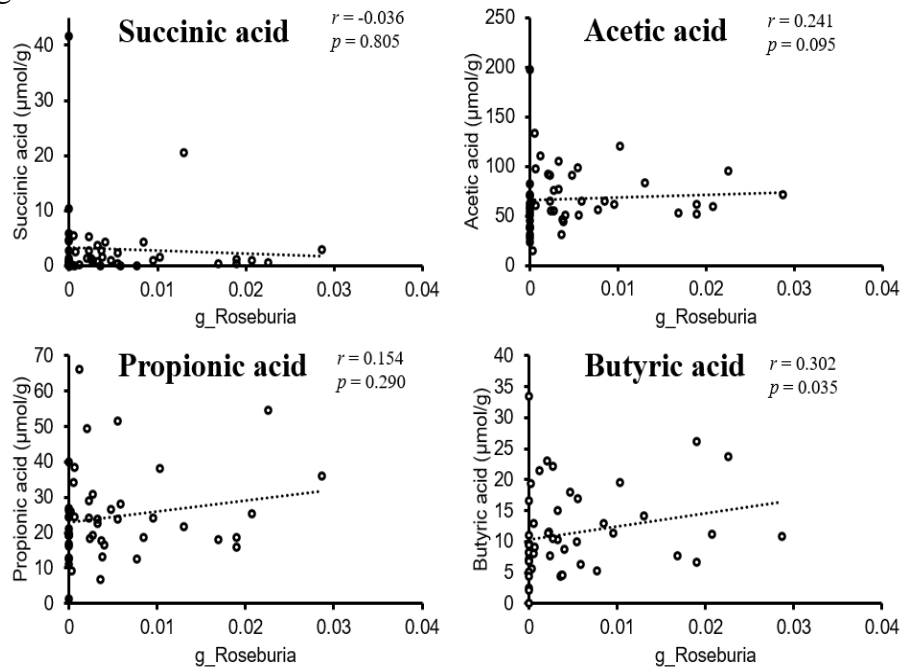 Succinic acid
r = -0.036
p = 0.805
Succinic acid (μmol/g)
40
30
20
10
0
0 0.01 0.02 0.03 0.04
g_Roseburia
Acetic acid
r = 0.241
p = 0.095
Acetic acid (μmol/g)
250
200
150
100
50
0
0 0.01 0.02 0.03 0.04
g_Roseburia
Propionic acid
r = 0.154
p = 0.290
Propionic acid (μmol/g)
70
60
50
40
30
20
10
0
0 0.01 0.02 0.03 0.04
g_Roseburia
Butyric acid
r = 0.302
p = 0.035
Butyric acid (μmol/g)
40
35
30
25
20
15
10
5
0
0 0.01 0.02 0.03 0.04
g_Roseburia